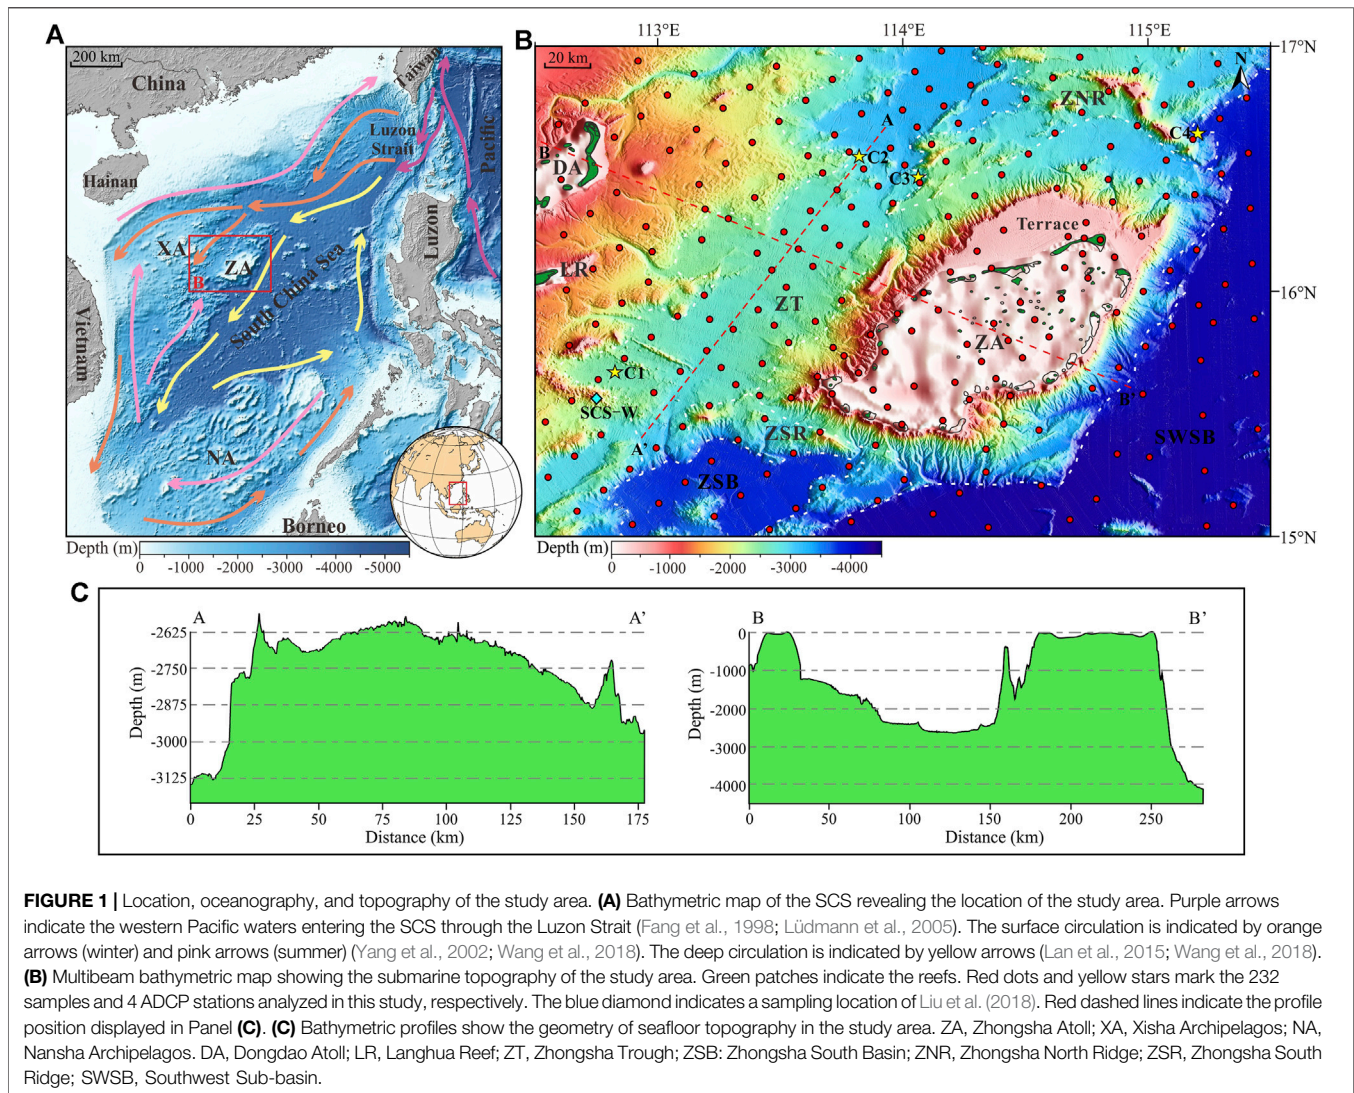 A
200 km
China
Taiwan
Luzon
Strait
Pacific
Hainan
XA
ZA
B
Luzon
South China Sea
Vietnam
NA
Borneo
Depth (m)
0 -1000 -2000 -3000 -4000 -5000
B
113°E 114°E 115°E
20 km
17°N
N
ZNR
A
C4
B
DA
C2
C3
Terrace
LR
ZT
16°N
ZA
C1
SCS-W
B'
ZSR
A'
SWSB
ZSB
15°N
Depth (m)
0 -1000 -2000 -3000 -4000
C
A A'
-2625
-2750
-2875
-3000
-3125
Depth (m)
0 25 50 75 100 125 150 175
Distance (km)
B B'
0
-1000
-2000
-3000
-4000
Depth (m)
0 50 100 150 200 250
Distance (km)
FIGURE 1 | Location, oceanography, and topography of the study area. (A) Bathymetric map of the SCS revealing the location of the study area. Purple arrows
indicate the western Pacific waters entering the SCS through the Luzon Strait (Fang et al., 1998; Lüdmann et al., 2005). The surface circulation is indicated by orange
arrows (winter) and pink arrows (summer) (Yang et al., 2002; Wang et al., 2018). The deep circulation is indicated by yellow arrows (Lan et al., 2015; Wang et al., 2018).
(B) Multibeam bathymetric map showing the submarine topography of the study area. Green patches indicate the reefs. Red dots and yellow stars mark the 232
samples and 4 ADCP stations analyzed in this study, respectively. The blue diamond indicates a sampling location of Liu et al. (2018). Red dashed lines indicate the profile
position displayed in Panel (C). (C) Bathymetric profiles show the geometry of seafloor topography in the study area. ZA, Zhongsha Atoll; XA, Xisha Archipelagos; NA,
Nansha Archipelagos. DA, Dongdao Atoll; LR, Langhua Reef; ZT, Zhongsha Trough; ZSB: Zhongsha South Basin; ZNR, Zhongsha North Ridge; ZSR, Zhongsha South
Ridge; SWSB, Southwest Sub-basin.